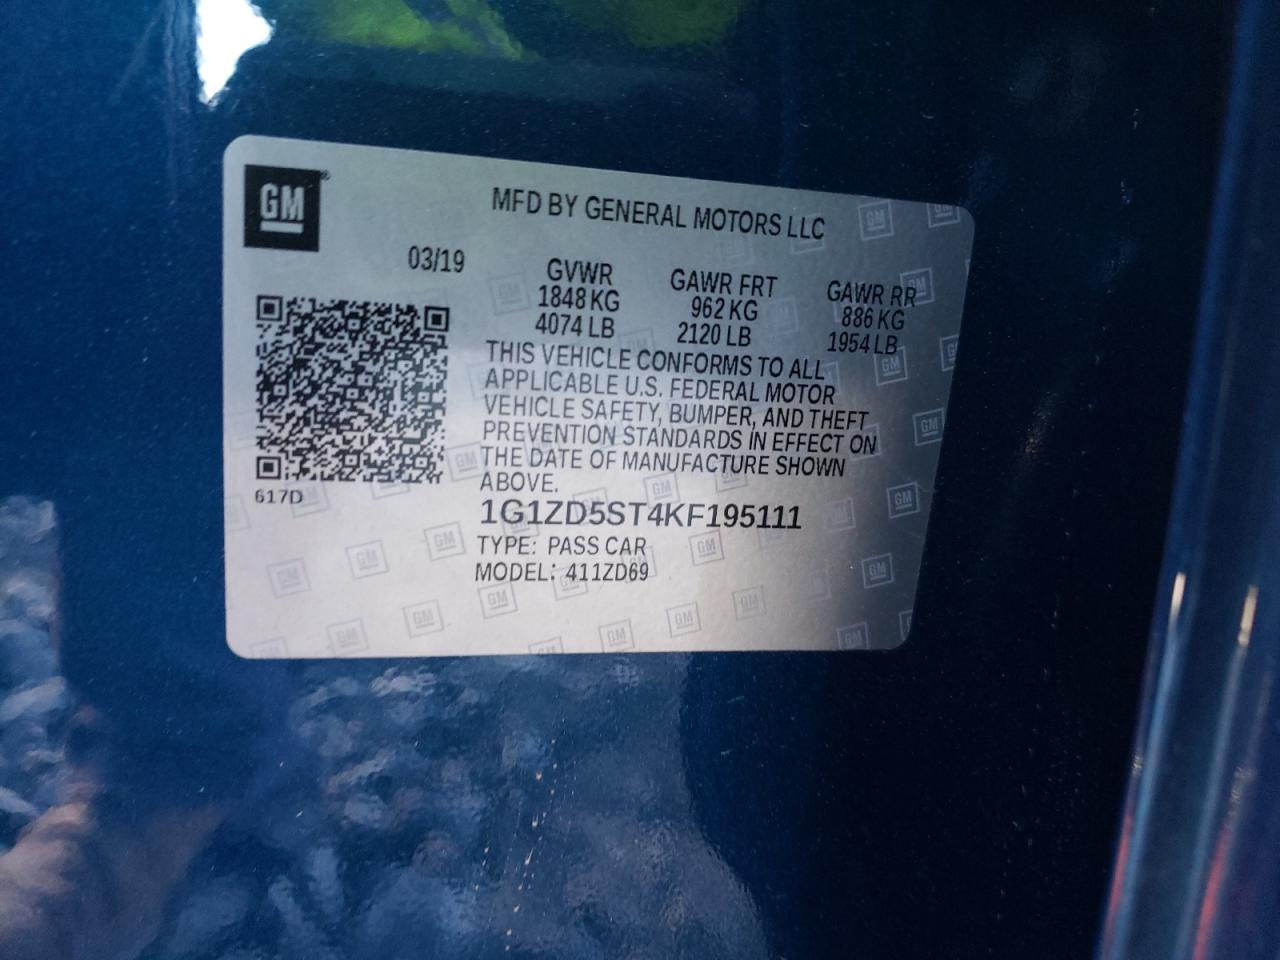 GM
MFD BY GENERAL MOTORS LLC
03/19
GVWR GAWR FRT GAWR RR
1848 KG 962 KG 886 KG
4074 LB 2120 LB 1954 LB
THIS VEHICLE CONFORMS TO ALL
APPLICABLE U.S. FEDERAL MOTOR
VEHICLE SAFETY, BUMPER, AND THEFT
PREVENTION STANDARDS IN EFFECT ON
THE DATE OF MANUFACTURE SHOWN
ABOVE.
617D
1G1ZD5ST4KF195111
TYPE: PASS CAR
MODEL: 411ZD69